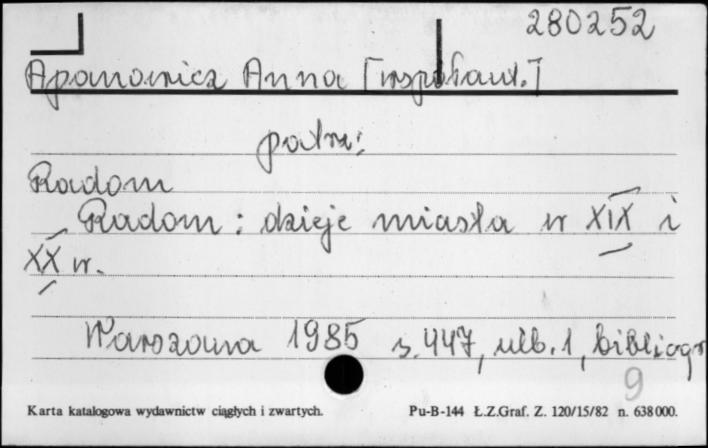 280252
Apanowicz Anna [współaut.]
patrz:
Radom
Radom : dzieje miasta w XIX i
XX w.
Warszawa 1985 s. 447, nlb. 1, bibliogr
9
Karta katalogowa wydawnictw ciągłych i zwartych. Pu-B-144 Ł.Z.Graf. Z. 120/15/82 n. 638000.